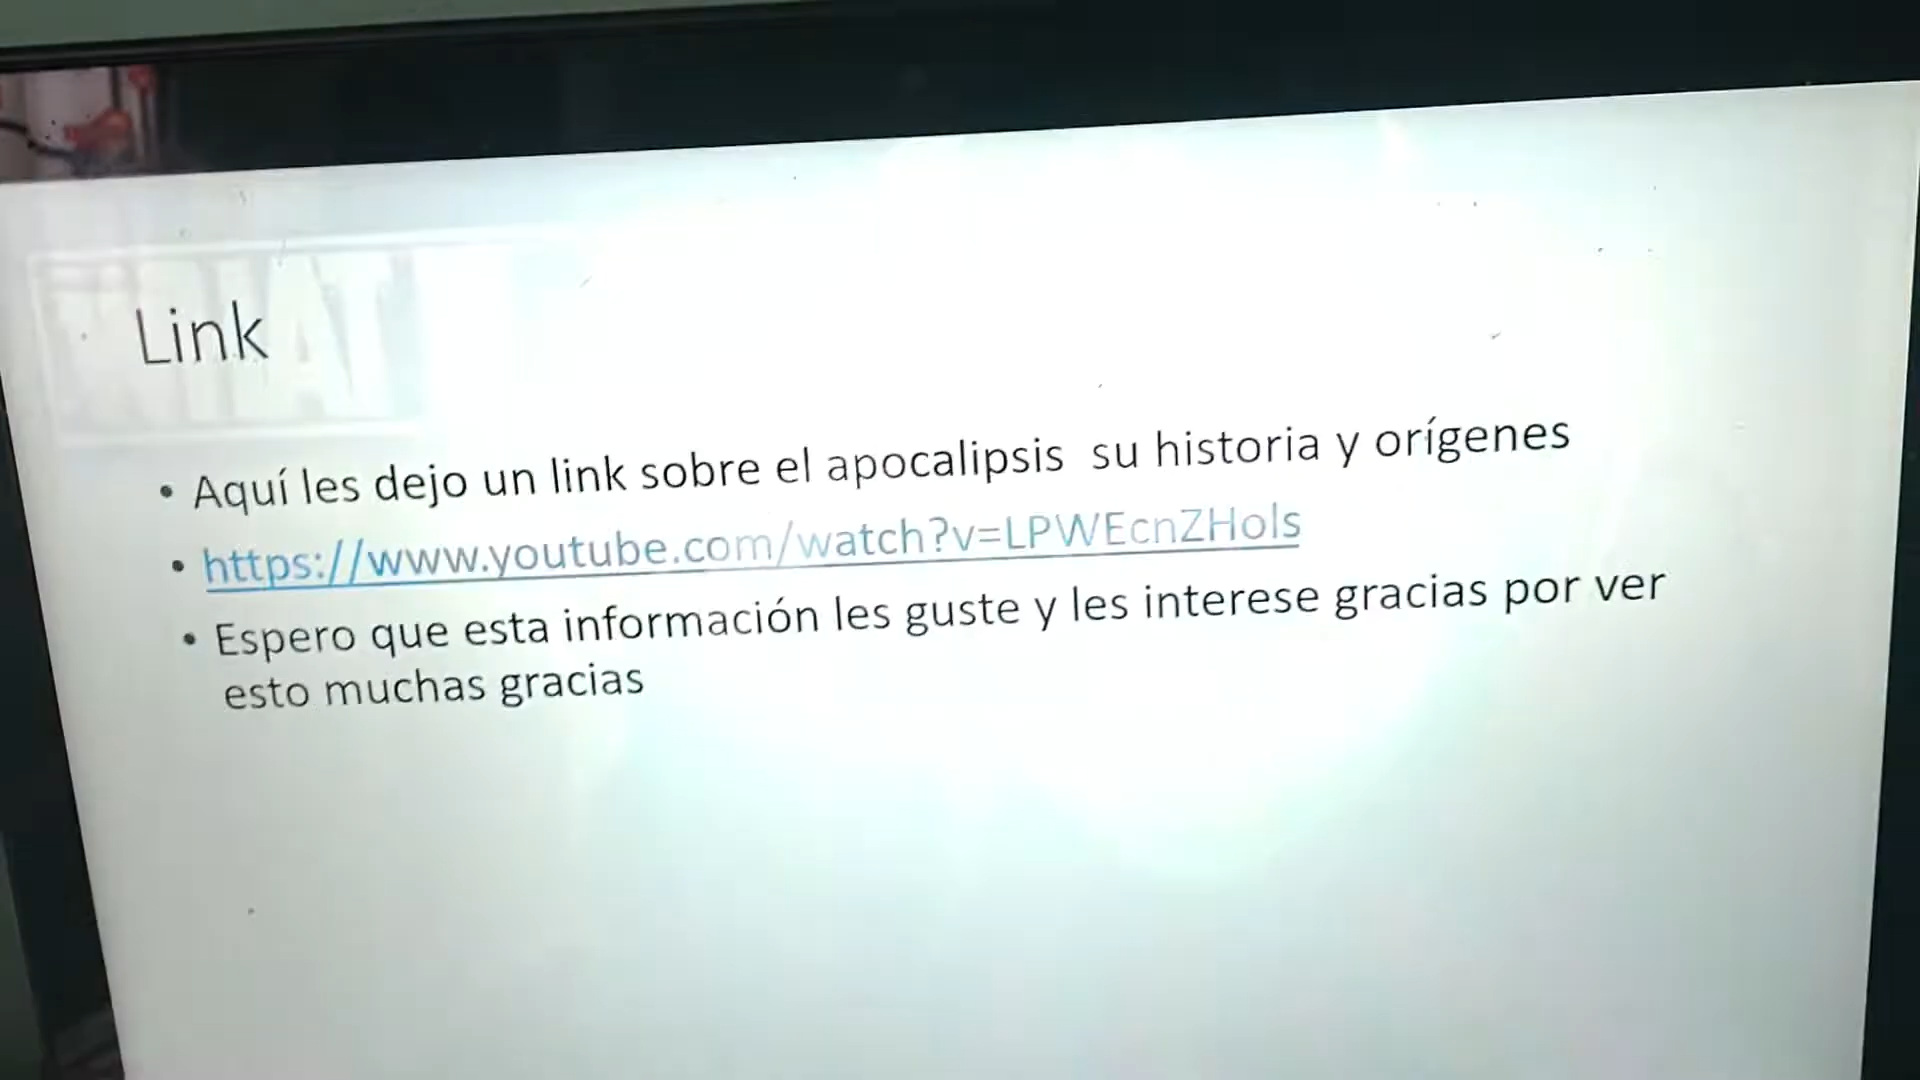 Link
• Aquí les dejo un link sobre el apocalipsis su historia y orígenes
• https://www.youtube.com/watch?v=LPWEcnZHols
• Espero que esta información les guste y les interese gracias por ver
esto muchas gracias